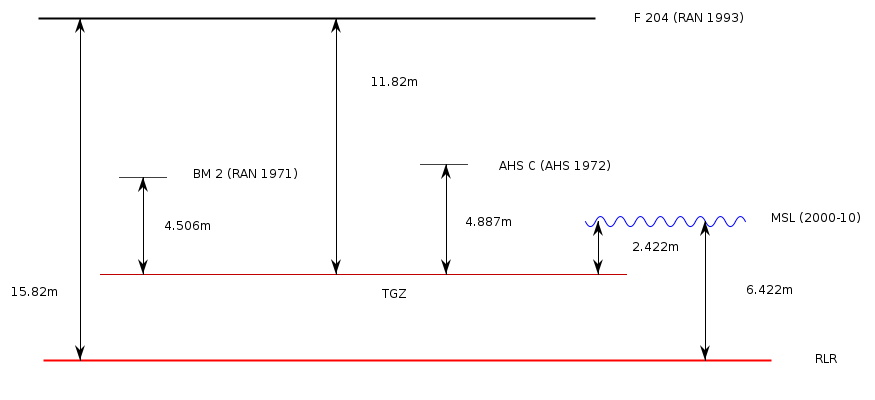 F 204 (RAN 1993)
11.82m
AHS C (AHS 1972)
BM 2 (RAN 1971)
MSL (2000-10)
4.887m
4.506m
2.422m
15.82m
TGZ
6.422m
RLR